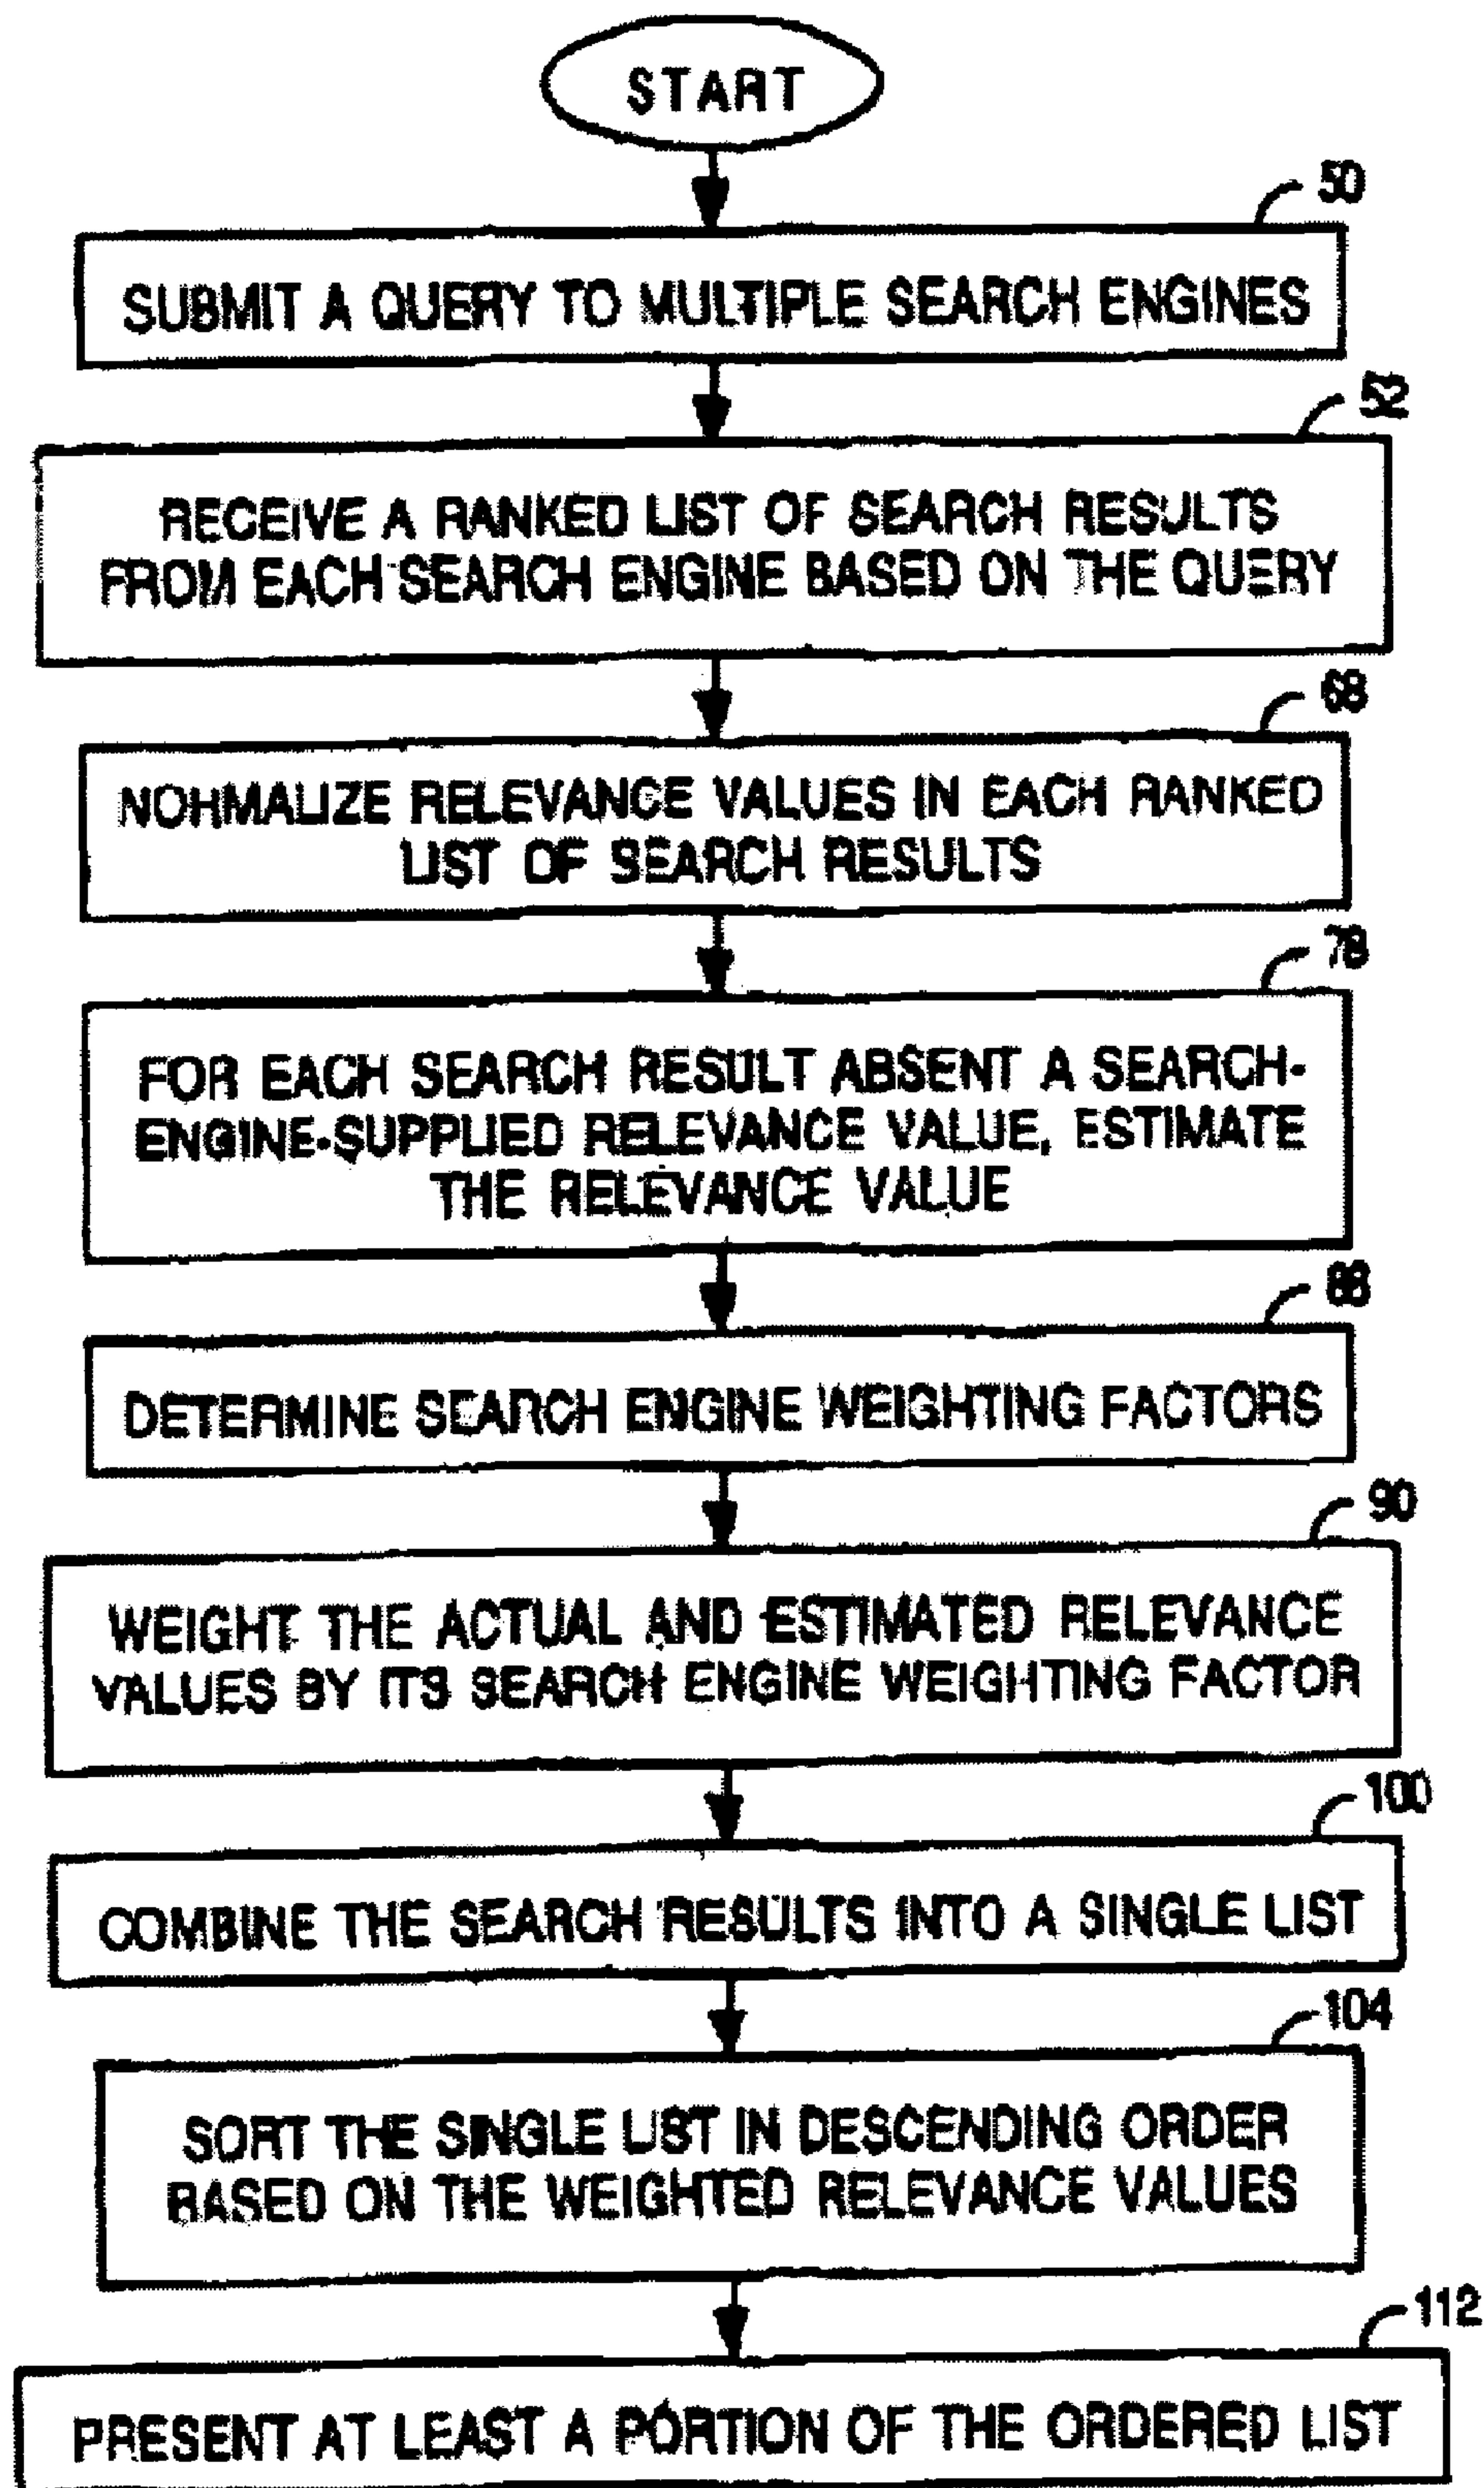 START
50
SUBMIT A QUERY TO MULTIPLE SEARCH ENGINES
52
RECEIVE A RANKED LIST OF SEARCH RESULTS
FROM EACH SEARCH ENGINE BASED ON THE QUERY
68
NORMALIZE RELEVANCE VALUES IN EACH RANKED
LIST OF SEARCH RESULTS
78
FOR EACH SEARCH RESULT ABSENT A SEARCH-
ENGINE-SUPPLIED RELEVANCE VALUE, ESTIMATE
THE RELEVANCE VALUE
88
DETERMINE SEARCH ENGINE WEIGHTING FACTORS
90
WEIGHT THE ACTUAL AND ESTIMATED RELEVANCE
VALUES BY ITS SEARCH ENGINE WEIGHTING FACTOR
100
COMBINE THE SEARCH RESULTS INTO A SINGLE LIST
104
SORT THE SINGLE LIST IN DESCENDING ORDER
BASED ON THE WEIGHTED RELEVANCE VALUES
112
PRESENT AT LEAST A PORTION OF THE ORDERED LIST